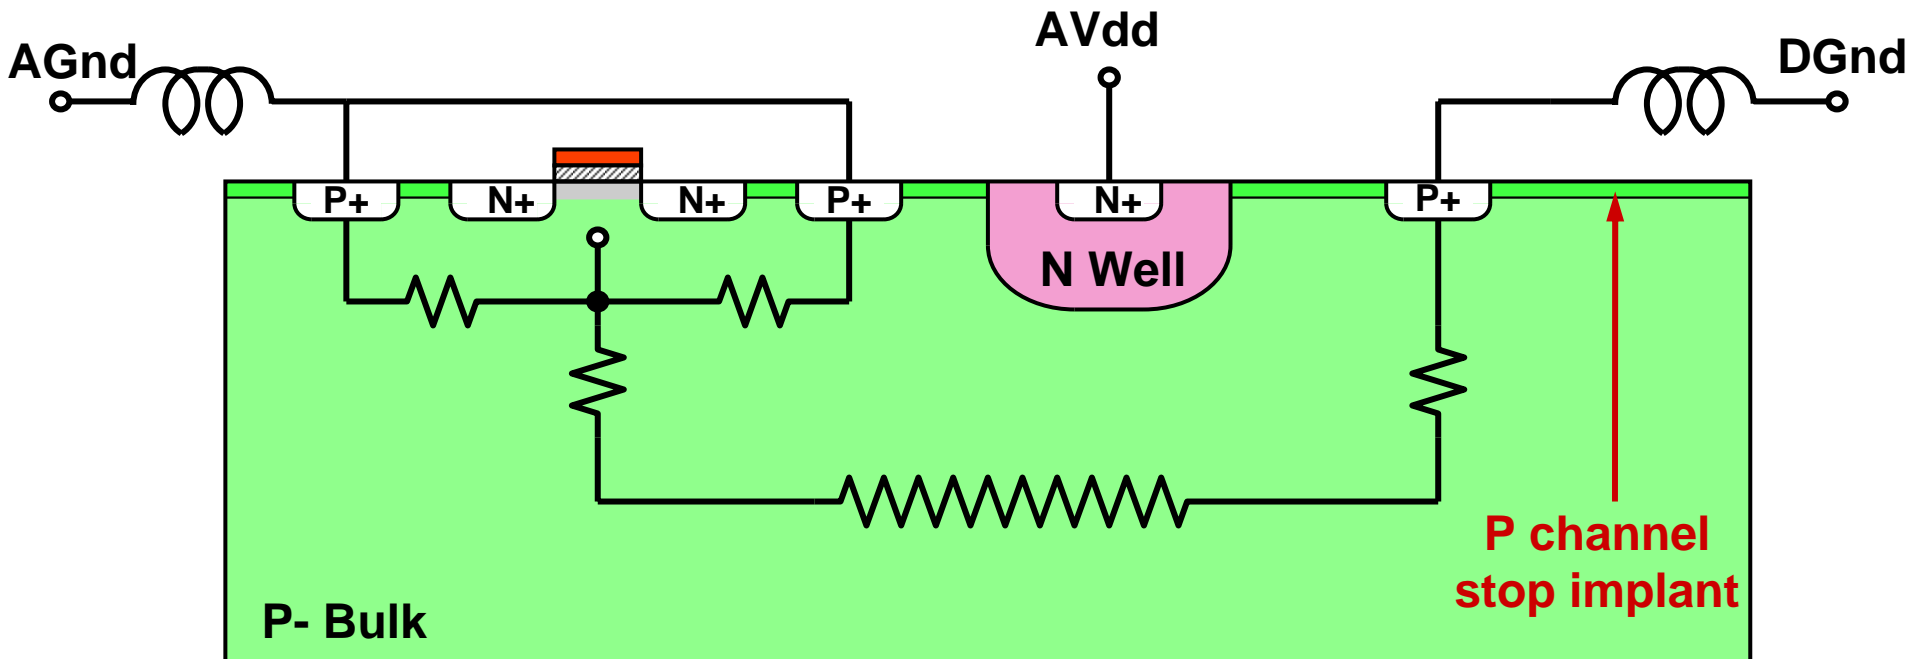 AVdd
AGnd
DGnd
P+
N+
N+
P+
N+
P+
N Well
P channel
stop implant
P- Bulk